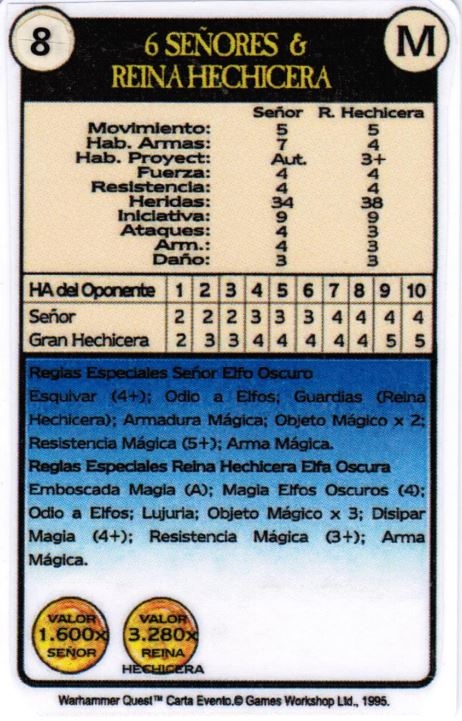 8
M
6 SEÑORES &
REINA HECHICERA
Señor R. Hechicera
Movimiento: 5 5
Hab. Armas: 7 4
Hab. Proyect: Aut. 3+
Fuerza: 4 4
Resistencia: 4 4
Heridas: 34 38
Iniciativa: 9 9
Ataques: 4 3
Arm.: 4 3
Daño: 3 3
HA del Oponente 1 2 3 4 5 6 7 8 9 10
Señor 2 2 2 3 3 3 4 4 4 4
Gran Hechicera 2 3 3 4 4 4 4 4 5 5
Reglas Especiales Señor Elfo Oscuro
Esquivar (4+); Odio a Elfos; Guardias (Reina
Hechicera); Armadura Mágica; Objeto Mágico x 2;
Resistencia Mágica (5+); Arma Mágica.
Reglas Especiales Reina Hechicera Elfa Oscura
Emboscada Magia (A); Magia Elfos Oscuros (4);
Odio a Elfos; Lujuria; Objeto Mágico x 3; Disipar
Magia (4+); Resistencia Mágica (3+); Arma
Mágica.
VALOR
1.600x
SEÑOR
VALOR
3.280x
REINA
HECHICERA
Warhammer Quest™ Carta Evento.© Games Workshop Ltd., 1995.